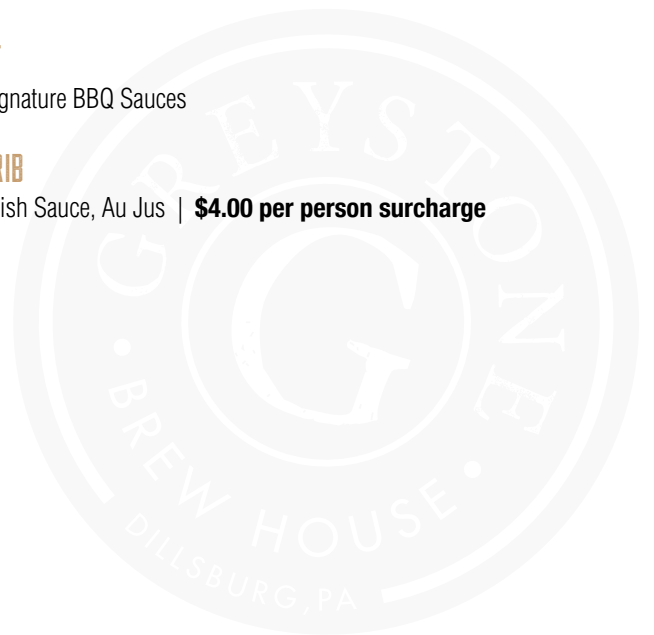 gnature BBQ Sauces
RIB
ish Sauce, Au Jus | $4.00 per person surcharge
GREYSTONE
G
• BREW HOUSE •
DILLSBURG, PA